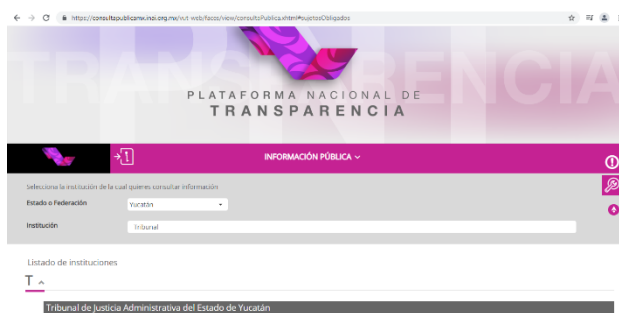 https://consultapublicamx.inai.org.mx/vut-web/faces/view/consultaPublica.xhtml#sujetosObligados
TRANSPARENCIA
PLATAFORMA NACIONAL DE
TRANSPARENCIA
INFORMACIÓN PÚBLICA
Selecciona la institución de la cual quieres consultar información
Estado o Federación
Yucatán
Institución
Tribunal
Listado de instituciones
T
Tribunal de Justicia Administrativa del Estado de Yucatán